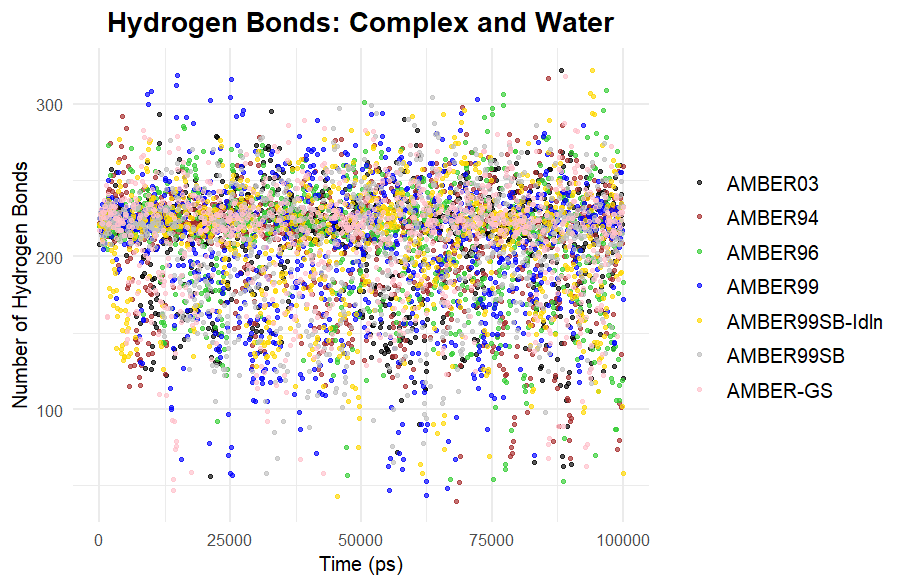 Hydrogen Bonds: Complex and Water
Number of Hydrogen Bonds
300
200
100
0
25000
50000
75000
100000
Time (ps)
AMBER03
AMBER94
AMBER96
AMBER99
AMBER99SB-Idln
AMBER99SB
AMBER-GS